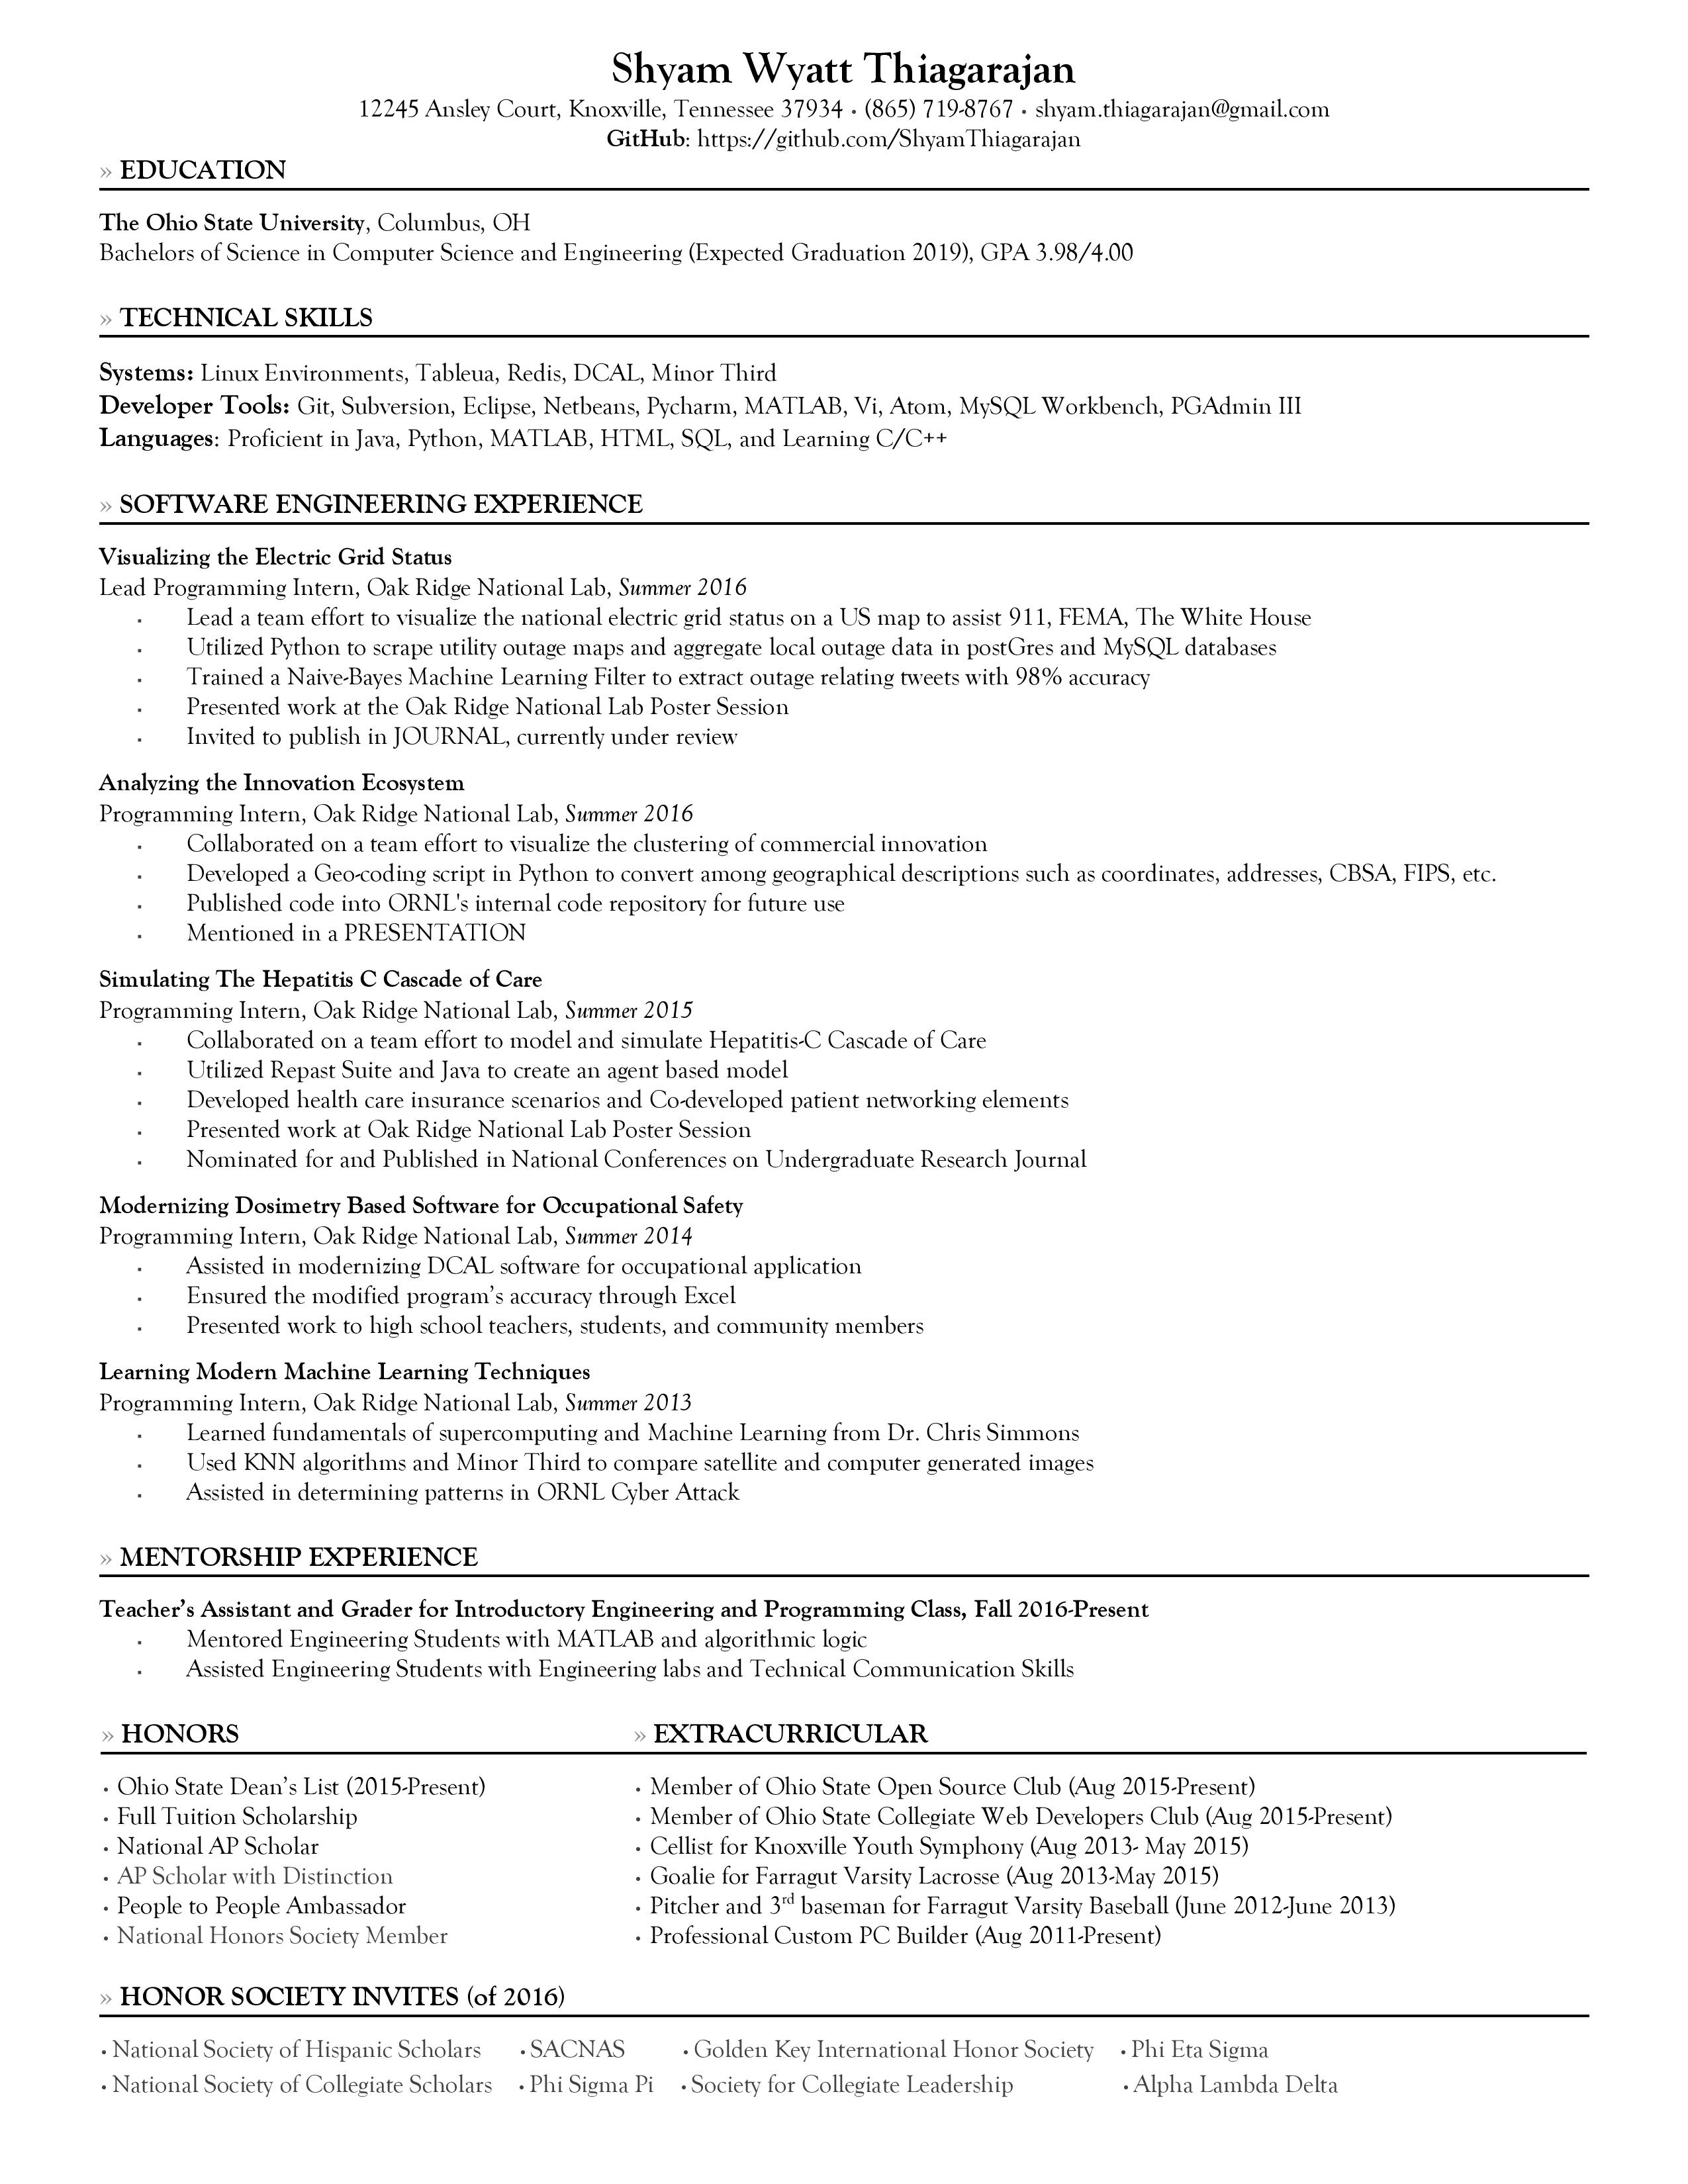 Shyam Wyatt Thiagarajan
12245 Ansley Court, Knoxville, Tennessee 37934 • (865) 719-8767 • shyam.thiagarajan@gmail.com
GitHub: https://github.com/ShyamThiagarajan
» EDUCATION
The Ohio State University, Columbus, OH
Bachelors of Science in Computer Science and Engineering (Expected Graduation 2019), GPA 3.98/4.00
» TECHNICAL SKILLS
Systems: Linux Environments, Tableua, Redis, DCAL, Minor Third
Developer Tools: Git, Subversion, Eclipse, Netbeans, Pycharm, MATLAB, Vi, Atom, MySQL Workbench, PGAdmin III
Languages: Proficient in Java, Python, MATLAB, HTML, SQL, and Learning C/C++
» SOFTWARE ENGINEERING EXPERIENCE
Visualizing the Electric Grid Status
Lead Programming Intern, Oak Ridge National Lab, Summer 2016
▪ Lead a team effort to visualize the national electric grid status on a US map to assist 911, FEMA, The White House
▪ Utilized Python to scrape utility outage maps and aggregate local outage data in postGres and MySQL databases
▪ Trained a Naive-Bayes Machine Learning Filter to extract outage relating tweets with 98% accuracy
▪ Presented work at the Oak Ridge National Lab Poster Session
▪ Invited to publish in JOURNAL, currently under review
Analyzing the Innovation Ecosystem
Programming Intern, Oak Ridge National Lab, Summer 2016
▪ Collaborated on a team effort to visualize the clustering of commercial innovation
▪ Developed a Geo-coding script in Python to convert among geographical descriptions such as coordinates, addresses, CBSA, FIPS, etc.
▪ Published code into ORNL's internal code repository for future use
▪ Mentioned in a PRESENTATION
Simulating The Hepatitis C Cascade of Care
Programming Intern, Oak Ridge National Lab, Summer 2015
▪ Collaborated on a team effort to model and simulate Hepatitis-C Cascade of Care
▪ Utilized Repast Suite and Java to create an agent based model
▪ Developed health care insurance scenarios and Co-developed patient networking elements
▪ Presented work at Oak Ridge National Lab Poster Session
▪ Nominated for and Published in National Conferences on Undergraduate Research Journal
Modernizing Dosimetry Based Software for Occupational Safety
Programming Intern, Oak Ridge National Lab, Summer 2014
▪ Assisted in modernizing DCAL software for occupational application
▪ Ensured the modified program's accuracy through Excel
▪ Presented work to high school teachers, students, and community members
Learning Modern Machine Learning Techniques
Programming Intern, Oak Ridge National Lab, Summer 2013
▪ Learned fundamentals of supercomputing and Machine Learning from Dr. Chris Simmons
▪ Used KNN algorithms and Minor Third to compare satellite and computer generated images
▪ Assisted in determining patterns in ORNL Cyber Attack
» MENTORSHIP EXPERIENCE
Teacher's Assistant and Grader for Introductory Engineering and Programming Class, Fall 2016-Present
▪ Mentored Engineering Students with MATLAB and algorithmic logic
▪ Assisted Engineering Students with Engineering labs and Technical Communication Skills
» HONORS
• Ohio State Dean's List (2015-Present)
• Full Tuition Scholarship
• National AP Scholar
• AP Scholar with Distinction
• People to People Ambassador
• National Honors Society Member
» EXTRACURRICULAR
• Member of Ohio State Open Source Club (Aug 2015-Present)
• Member of Ohio State Collegiate Web Developers Club (Aug 2015-Present)
• Cellist for Knoxville Youth Symphony (Aug 2013- May 2015)
• Goalie for Farragut Varsity Lacrosse (Aug 2013-May 2015)
• Pitcher and 3rd baseman for Farragut Varsity Baseball (June 2012-June 2013)
• Professional Custom PC Builder (Aug 2011-Present)
» HONOR SOCIETY INVITES (of 2016)
• National Society of Hispanic Scholars • SACNAS • Golden Key International Honor Society • Phi Eta Sigma
• National Society of Collegiate Scholars • Phi Sigma Pi • Society for Collegiate Leadership • Alpha Lambda Delta